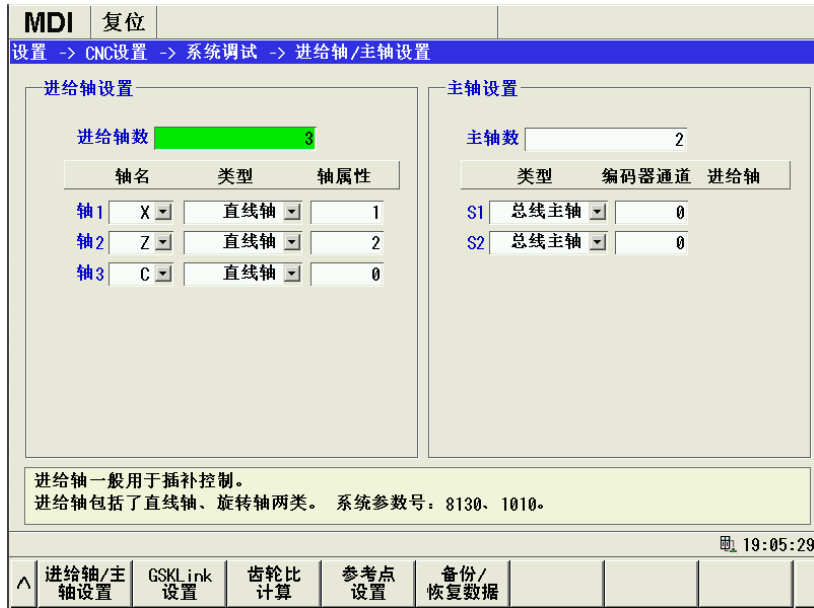 MDI 复位
设置 -> CNC设置 -> 系统调试 -> 进给轴/主轴设置
进给轴设置
进给轴数 3
轴名 类型 轴属性
轴1 X 直线轴 1
轴2 Z 直线轴 2
轴3 C 直线轴 0
主轴设置
主轴数 2
类型 编码器通道 进给轴
S1 总线主轴 0
S2 总线主轴 0
进给轴一般用于插补控制。
进给轴包括了直线轴、旋转轴两类。 系统参数号: 8130、 1010。
19:05:29
^ 进给轴/主轴设置 GSKLink设置 齿轮比计算 参考点设置 备份/恢复数据